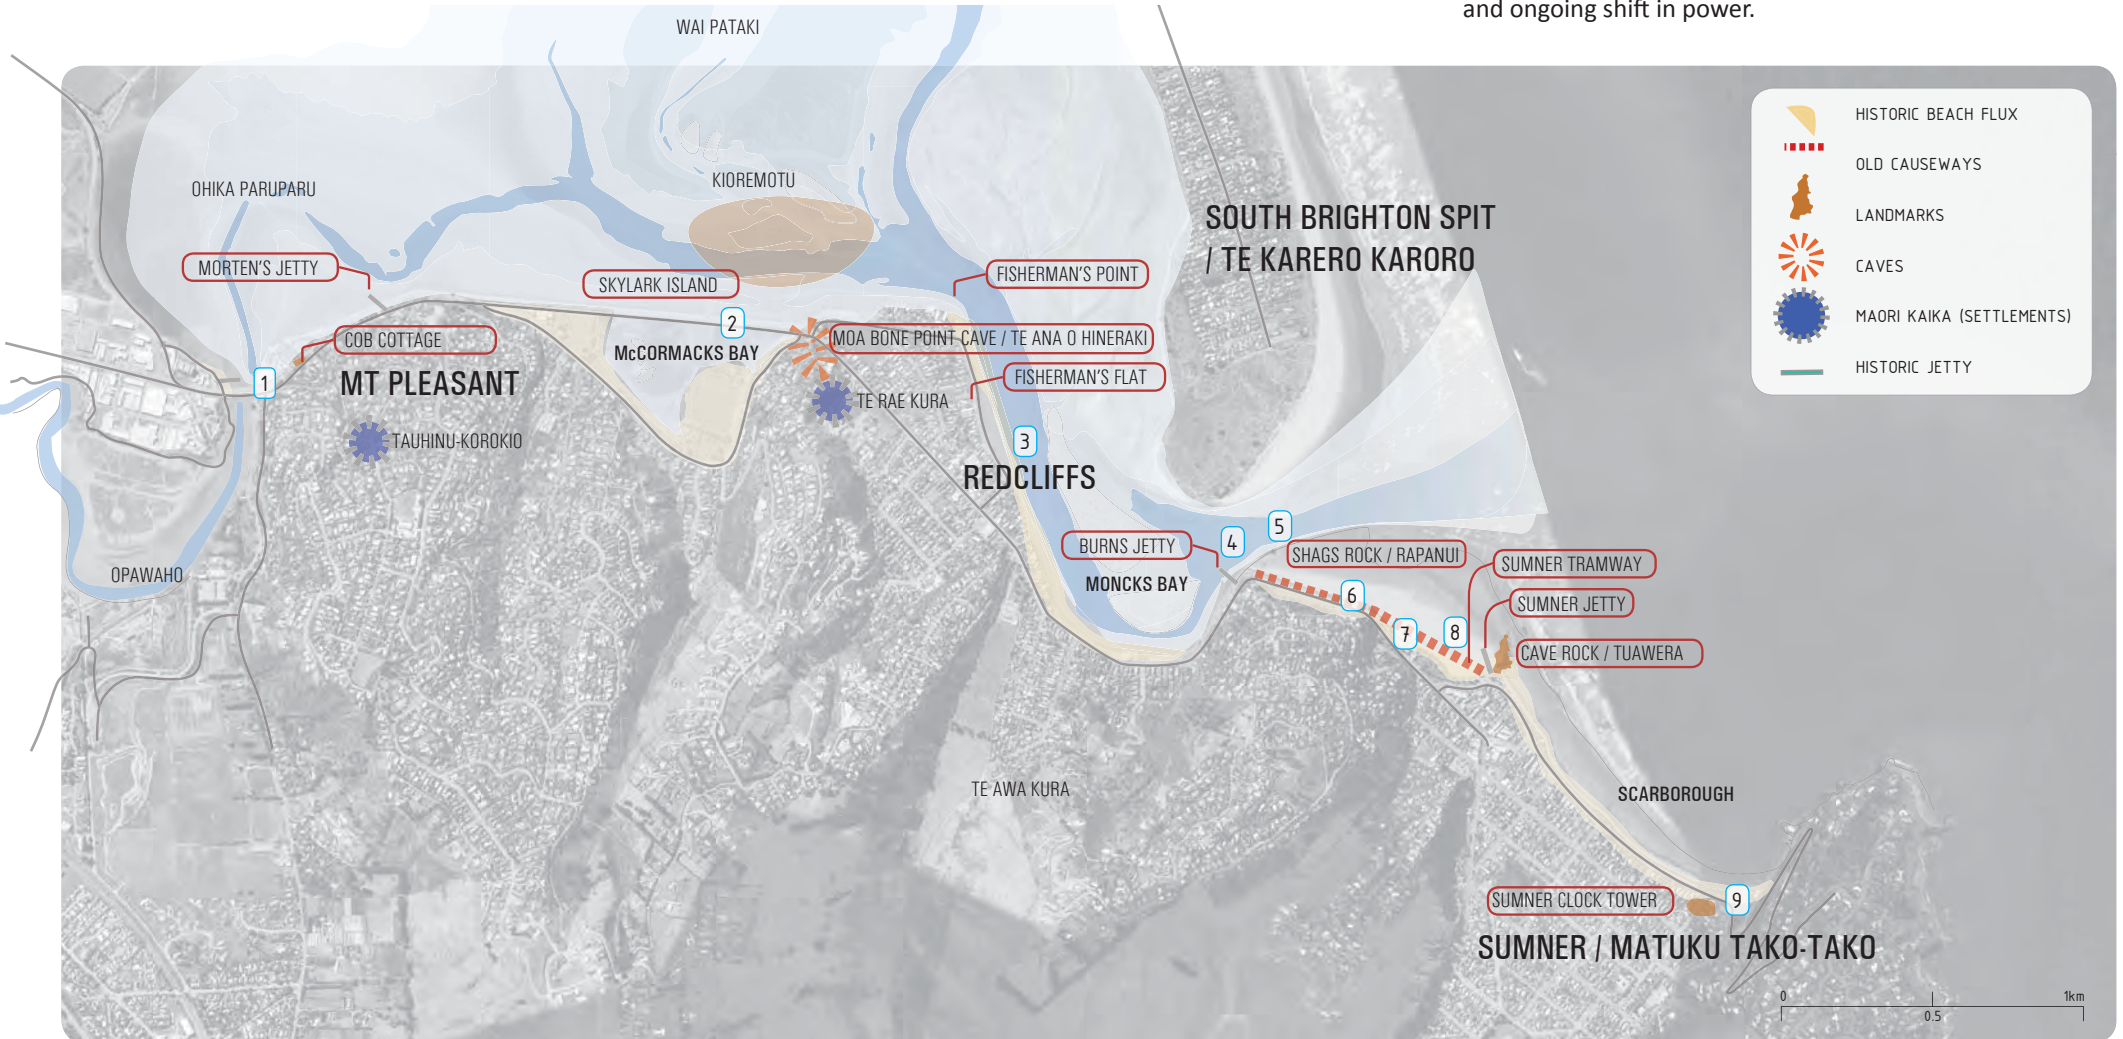 and ongoing shift in power.
WAI PATAKI
HISTORIC BEACH FLUX
OLD CAUSEWAYS
LANDMARKS
CAVES
MAORI KAIKA (SETTLEMENTS)
HISTORIC JETTY
OHIKA PARUPARU
KIOREMOTU
SOUTH BRIGHTON SPIT
/ TE KARERO KARORO
MORTEN'S JETTY
SKYLARK ISLAND
FISHERMAN'S POINT
2
COB COTTAGE
McCORMACKS BAY
MOA BONE POINT CAVE / TE ANA O HINERAKI
1
MT PLEASANT
FISHERMAN'S FLAT
TE RAE KURA
TAUHINU-KOROKIO
3
REDCLIFFS
OPAWAHO
BURNS JETTY
4
5
SHAGS ROCK / RAPANUI
MONCKS BAY
SUMNER TRAMWAY
6
SUMNER JETTY
7
8
CAVE ROCK / TUAWERA
TE AWA KURA
SCARBOROUGH
SUMNER CLOCK TOWER
9
SUMNER / MATUKU TAKO-TAKO
0
1km
0.5